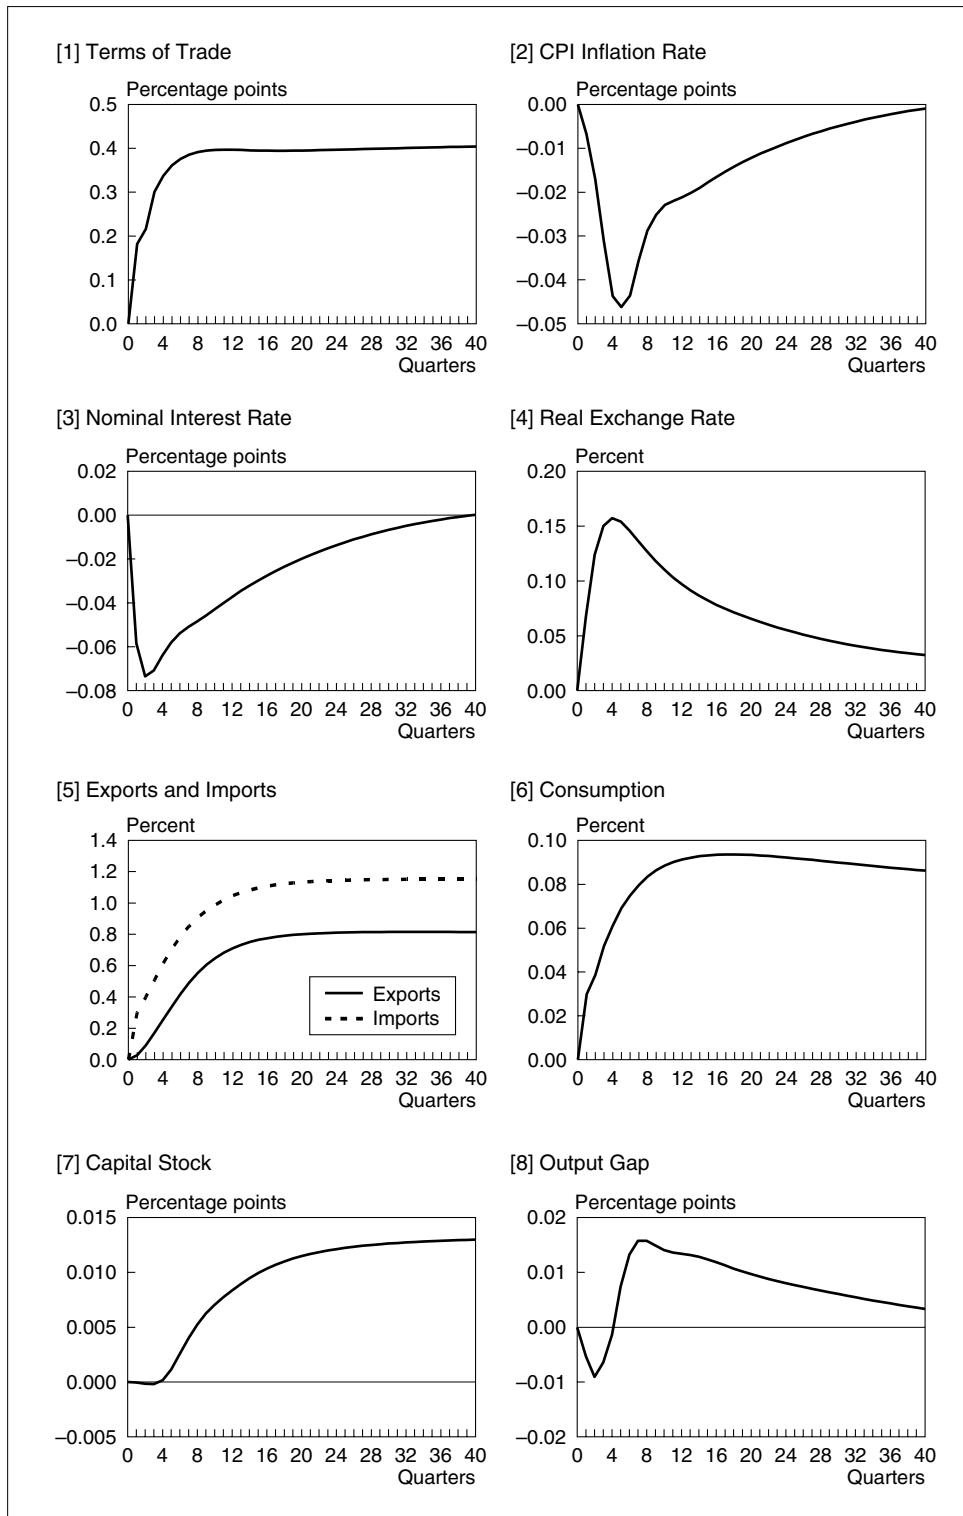 [1] Terms of Trade
Percentage points
0.5
0.4
0.3
0.2
0.1
0.0
0 4 8 12 16 20 24 28 32 36 40
Quarters
[2] CPI Inflation Rate
Percentage points
0.00
−0.01
−0.02
−0.03
−0.04
−0.05
0 4 8 12 16 20 24 28 32 36 40
Quarters
[3] Nominal Interest Rate
Percentage points
0.02
0.00
−0.02
−0.04
−0.06
−0.08
0 4 8 12 16 20 24 28 32 36 40
Quarters
[4] Real Exchange Rate
Percent
0.20
0.15
0.10
0.05
0.00
0 4 8 12 16 20 24 28 32 36 40
Quarters
[5] Exports and Imports
Percent
1.4
1.2
1.0
0.8
0.6
0.4
0.2
0.0
Exports
Imports
0 4 8 12 16 20 24 28 32 36 40
Quarters
[6] Consumption
Percent
0.10
0.08
0.06
0.04
0.02
0.00
0 4 8 12 16 20 24 28 32 36 40
Quarters
[7] Capital Stock
Percentage points
0.015
0.010
0.005
0.000
−0.005
0 4 8 12 16 20 24 28 32 36 40
Quarters
[8] Output Gap
Percentage points
0.02
0.01
0.00
−0.01
−0.02
0 4 8 12 16 20 24 28 32 36 40
Quarters